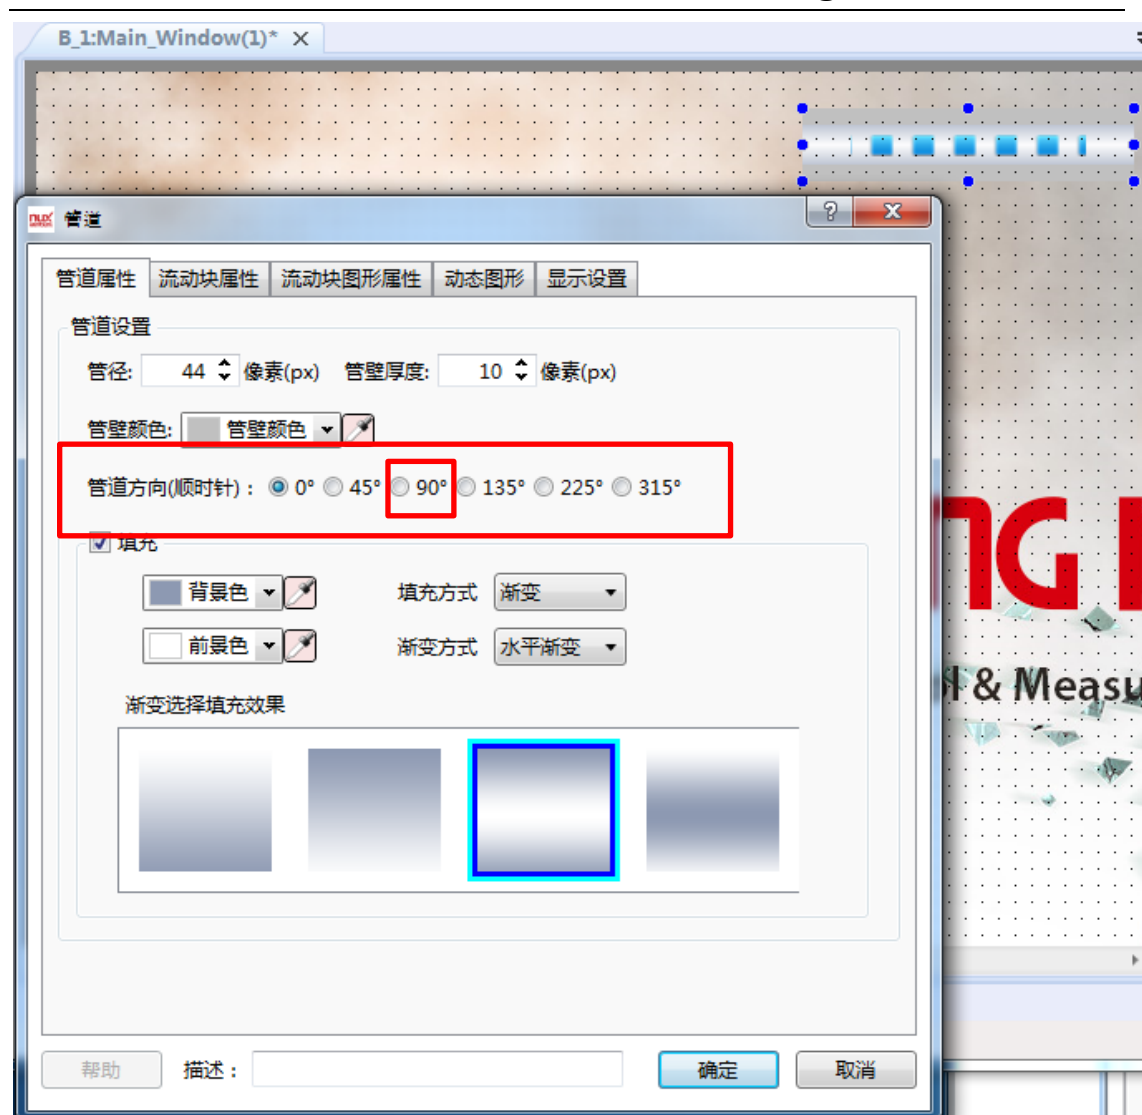 B_1:Main_Window(1)* X
管道
管道属性 流动块属性 流动块图形属性 动态图形 显示设置
管道设置
管径: 44 像素(px) 管壁厚度: 10 像素(px)
管壁颜色: 管壁颜色
管道方向(顺时针)： 0° 45° 90° 135° 225° 315°
填充
背景色 填充方式 渐变
前景色 渐变方式 水平渐变
& Measu
渐变选择填充效果
帮助 描述： 确定 取消